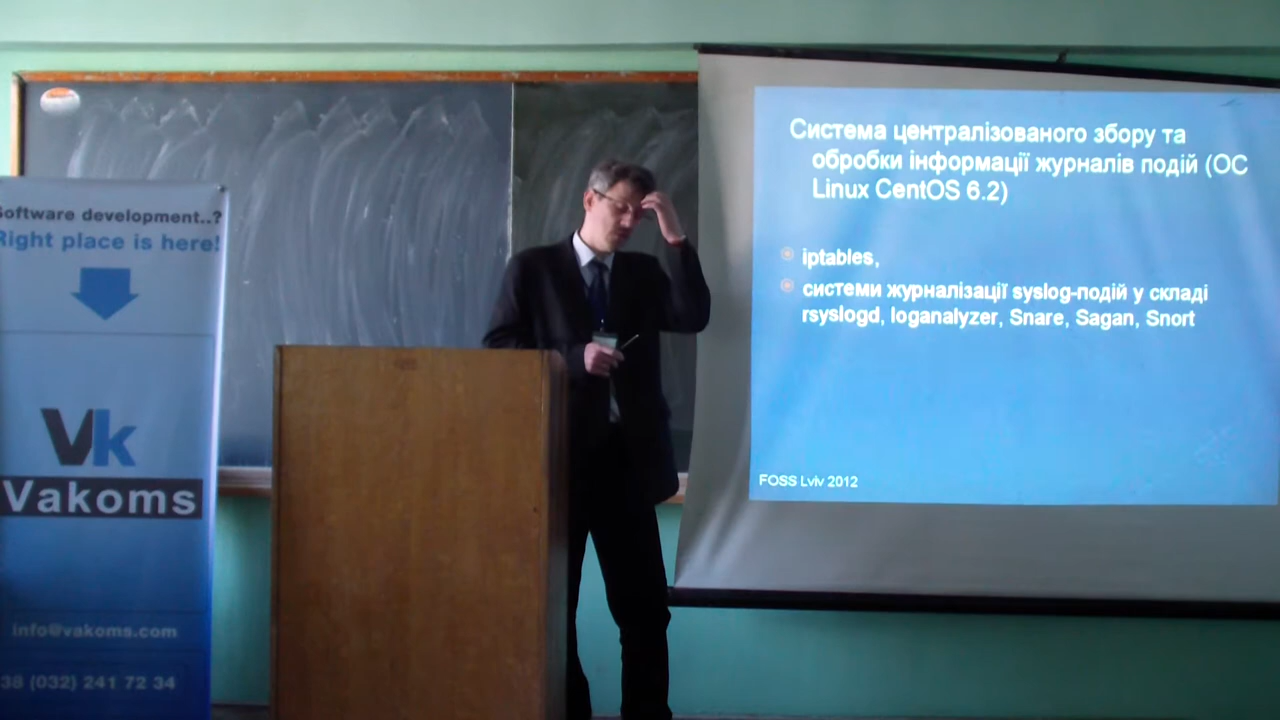 Software development..?
Right place is here!
Vk
Vakoms
info@vakoms.com
38 (032) 241 72 34
Система централізованого збору та
обробки інформації журналів подій (ОС
Linux CentOS 6.2)
iptables,
системи журналізації syslog-подій у складі
rsyslogd, loganalyzer, Snare, Sagan, Snort
FOSS Lviv 2012